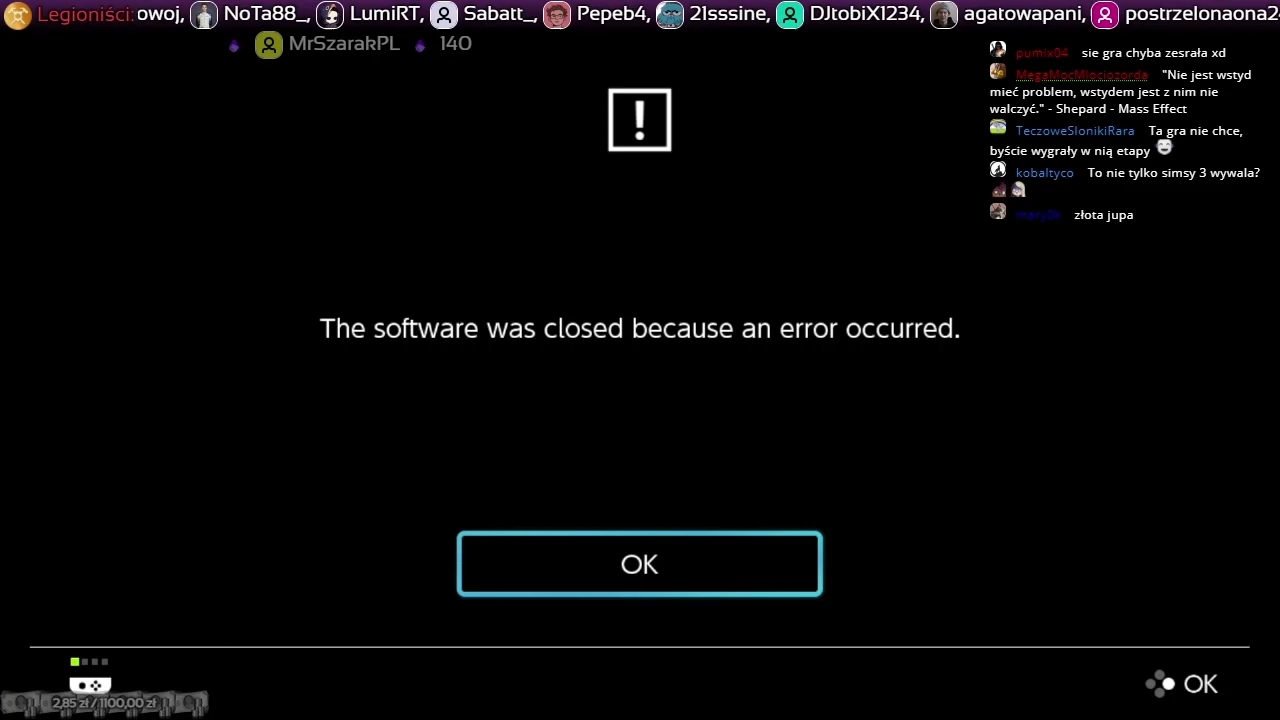 Legioniści: owoj, NoTa88_, LumiRT, Sabatt_, Pepeb4, 21sssine, DJtobiX1234, agatowapani, postrzelonaona2
MrSzarakPL 140
pumix04 sie gra chyba zesrała xd
MegaMocMlociozorda "Nie jest wstyd
mieć problem, wstydem jest z nim nie
walczyć." - Shepard - Mass Effect
TeczoweSlonikiRara Ta gra nie chce,
byście wygrały w nią etapy
kobaltyco To nie tylko simsy 3 wywala?
złota jupa
!
The software was closed because an error occurred.
OK
2,85 zł / 1100,00 zł
OK